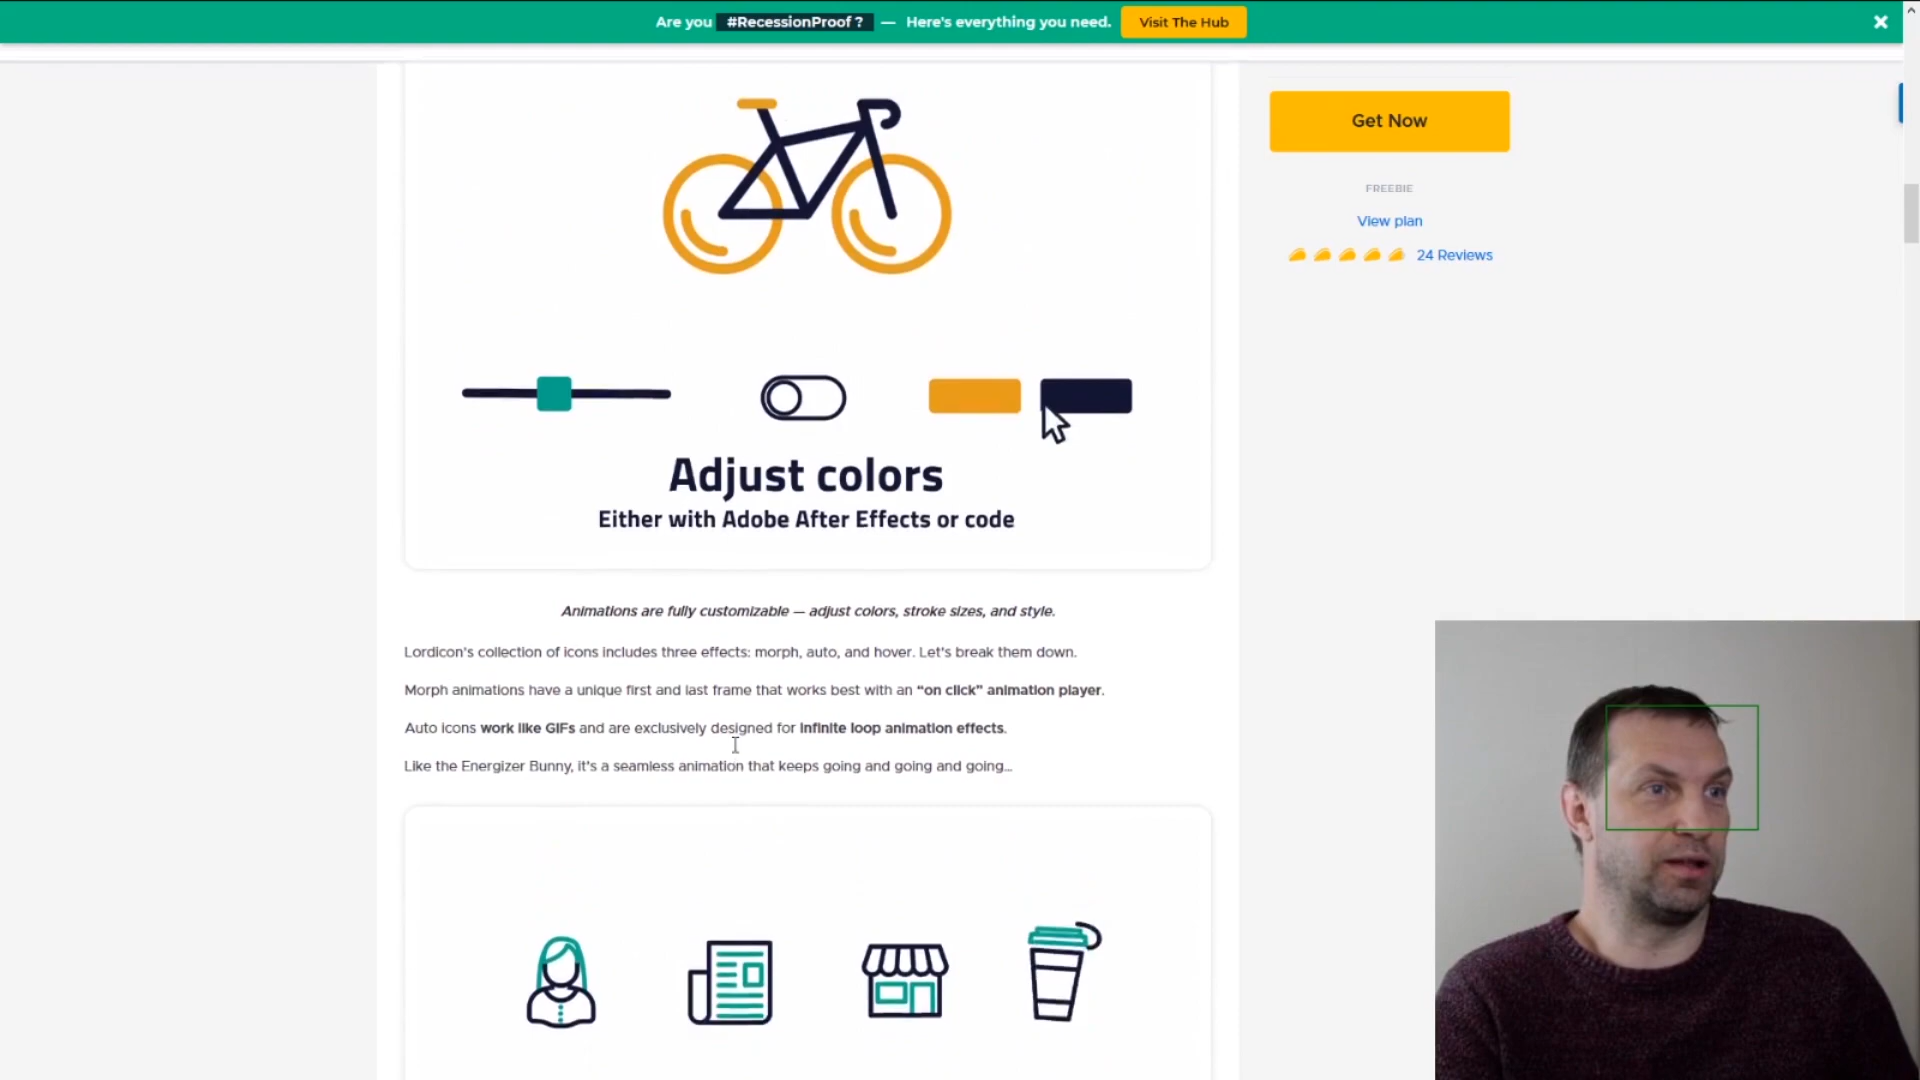 Are you #RecessionProof ? — Here's everything you need. Visit The Hub
Get Now
FREEBIE
View plan
24 Reviews
Adjust colors
Either with Adobe After Effects or code
Animations are fully customizable — adjust colors, stroke sizes, and style.
Lordicon's collection of icons includes three effects: morph, auto, and hover. Let's break them down.
Morph animations have a unique first and last frame that works best with an “on click” animation player.
Auto icons work like GIFs and are exclusively designed for infinite loop animation effects.
Like the Energizer Bunny, it's a seamless animation that keeps going and going and going...